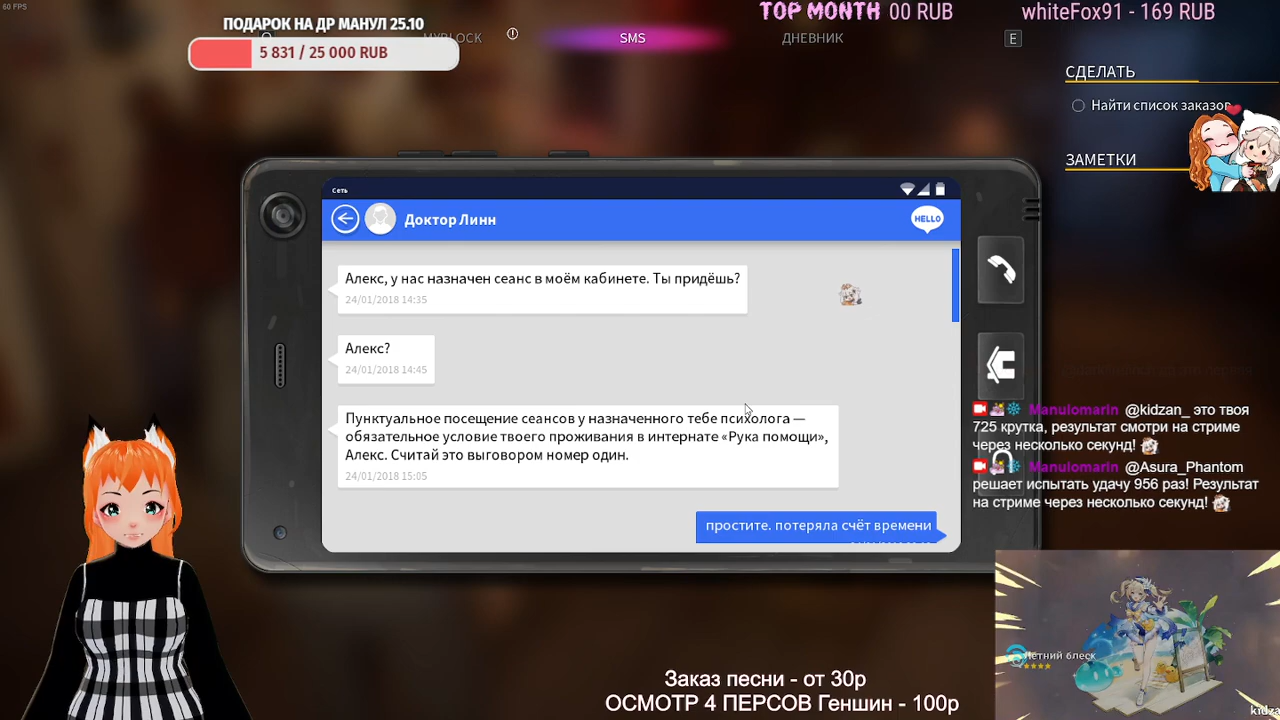 60 FPS
ПОДАРОК НА ДР МАНУЛ 25.10
5 831 / 25 000 RUB
SMS
ДНЕВНИК
E
TOP MONTH 00 RUB
whiteFox91 - 169 RUB
СДЕЛАТЬ
Найти список заказов
ЗАМЕТКИ
Сеть
Доктор Линн
HELLO
Алекс, у нас назначен сеанс в моём кабинете. Ты придёшь?
24/01/2018 14:35
Алекс?
24/01/2018 14:45
Пунктуальное посещение сеансов у назначенного тебе психолога —
обязательное условие твоего проживания в интернате «Рука помощи»,
Алекс. Считай это выговором номер один.
24/01/2018 15:05
простите. потеряла счёт времени
Manulomarin @kidzan_ это твоя
725 крутка, результат смотри на стриме
через несколько секунд!
Manulomarin @Asura_Phantom
решает испытать удачу 956 раз! Результат
на стриме через несколько секунд!
Летний блеск
Заказ песни - от 30р
ОСМОТР 4 ПЕРСОВ Геншин - 100р